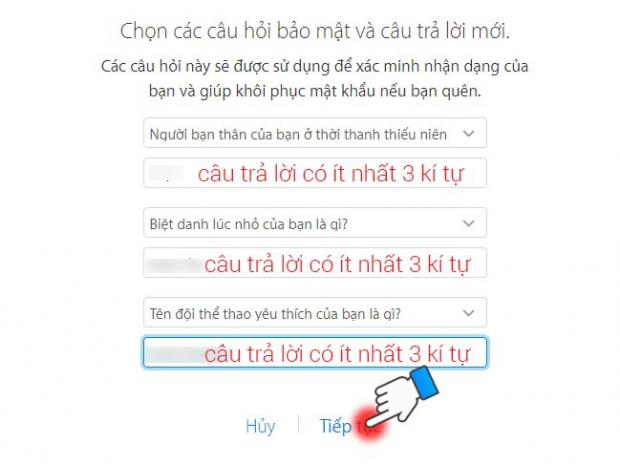 Chọn các câu hỏi bảo mật và câu trả lời mới.
Các câu hỏi này sẽ được sử dụng để xác minh nhận dạng của
bạn và giúp khôi phục mật khẩu nếu bạn quên.
Người bạn thân của bạn ở thời thanh thiếu niên
câu trả lời có ít nhất 3 kí tự
Biệt danh lúc nhỏ của bạn là gì?
câu trả lời có ít nhất 3 kí tự
Tên đội thể thao yêu thích của bạn là gì?
câu trả lời có ít nhất 3 kí tự
Hủy Tiếp tục